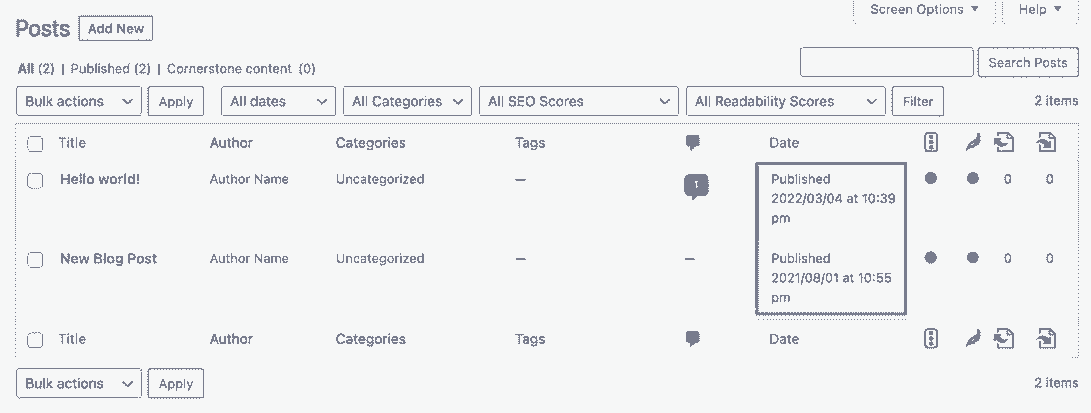 Screen Options Help
Posts Add New
All (2) | Published (2) | Cornerstone content (0)
Search Posts
Bulk actions Apply All dates All Categories All SEO Scores All Readability Scores Filter 2 items
Title Author Categories Tags Date
Hello world! Author Name Uncategorized — 1 Published 0 0
2022/03/04 at 10:39
pm
New Blog Post Author Name Uncategorized — — Published 0 0
2021/08/01 at 10:55
pm
Title Author Categories Tags Date
Bulk actions Apply 2 items